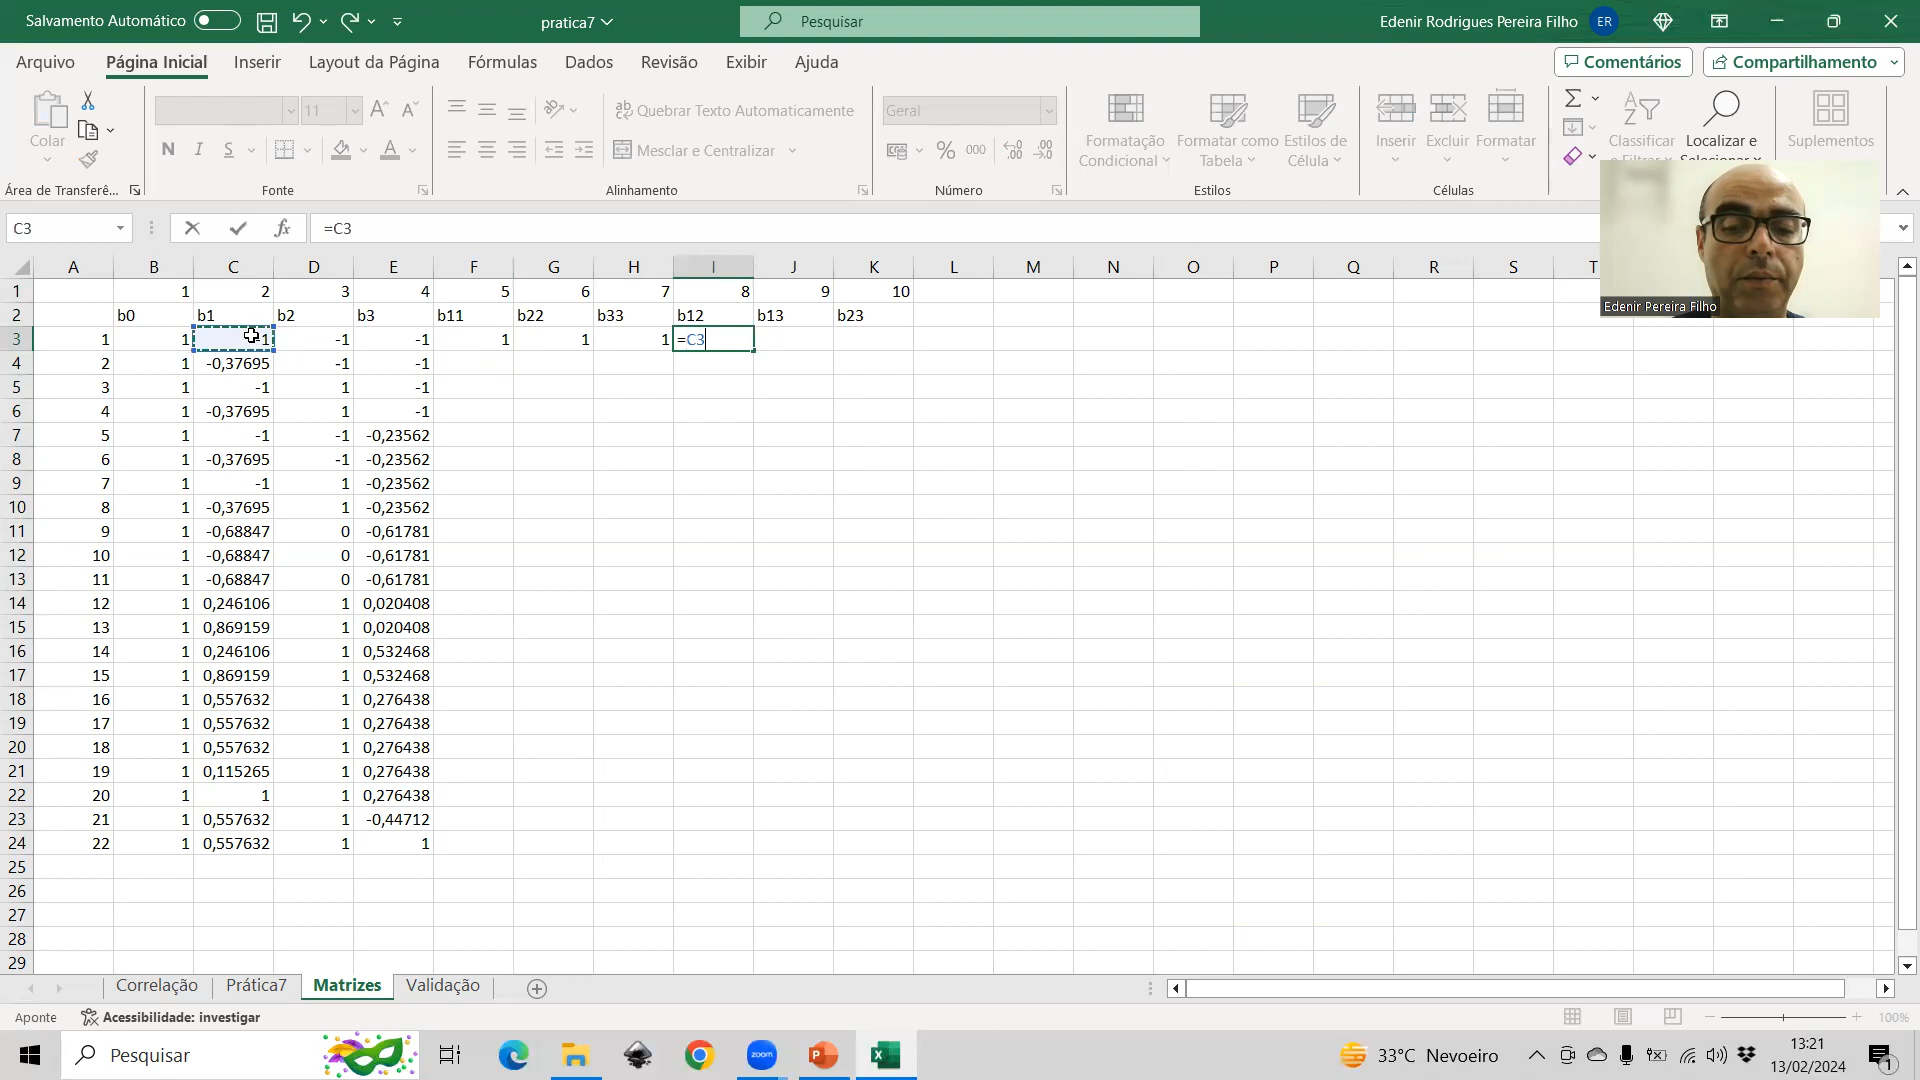 Salvamento Automático
pratica7
Pesquisar
Edenir Rodrigues Pereira Filho
ER
Arquivo Página Inicial Inserir Layout da Página Fórmulas Dados Revisão Exibir Ajuda
Comentários Compartilhamento
Colar
11
Quebrar Texto Automaticamente
Geral
Formatação Condicional
Formatar como Tabela
Estilos de Célula
Inserir Excluir Formatar
Classificar
Localizar e
Suplementos
N I S
Mesclar e Centralizar
% 000
Área de Transferê... Fonte Alinhamento Número Estilos Células
C3 fx =C3
Edenir Pereira Filho
A B C D E F G H I J K L M N O P Q R S T
1 1 2 3 4 5 6 7 8 9 10
2 b0 b1 b2 b3 b11 b22 b33 b12 b13 b23
3 1 1 -1 -1 -1 1 1 1 =C3
4 2 1 -0,37695 -1 -1
5 3 1 -1 1 -1
6 4 1 -0,37695 1 -1
7 5 1 -1 -1 -0,23562
8 6 1 -0,37695 -1 -0,23562
9 7 1 -1 1 -0,23562
10 8 1 -0,37695 1 -0,23562
11 9 1 -0,68847 0 -0,61781
12 10 1 -0,68847 0 -0,61781
13 11 1 -0,68847 0 -0,61781
14 12 1 0,246106 1 0,020408
15 13 1 0,869159 1 0,020408
16 14 1 0,246106 1 0,532468
17 15 1 0,869159 1 0,532468
18 16 1 0,557632 1 0,276438
19 17 1 0,557632 1 0,276438
20 18 1 0,557632 1 0,276438
21 19 1 0,115265 1 0,276438
22 20 1 1 1 0,276438
23 21 1 0,557632 1 -0,44712
24 22 1 0,557632 1 1
25
26
27
28
29
Correlação Prática7 Matrizes Validação
Aponte Acessibilidade: investigar 100%
Pesquisar
zoom
33°C Nevoeiro
13:21
13/02/2024
1